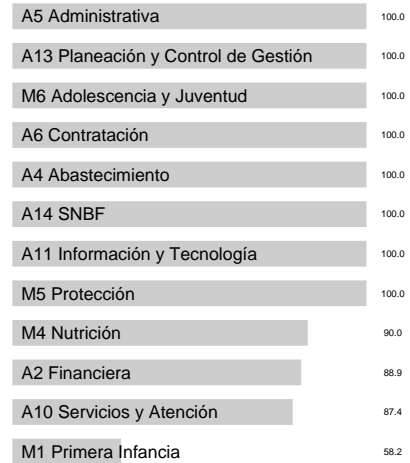 A5 Administrativa 100.0
A13 Planeación y Control de Gestión 100.0
M6 Adolescencia y Juventud 100.0
A6 Contratación 100.0
A4 Abastecimiento 100.0
A14 SNBF 100.0
A11 Información y Tecnología 100.0
M5 Protección 100.0
M4 Nutrición 90.0
A2 Financiera 88.9
A10 Servicios y Atención 87.4
M1 Primera Infancia 58.2